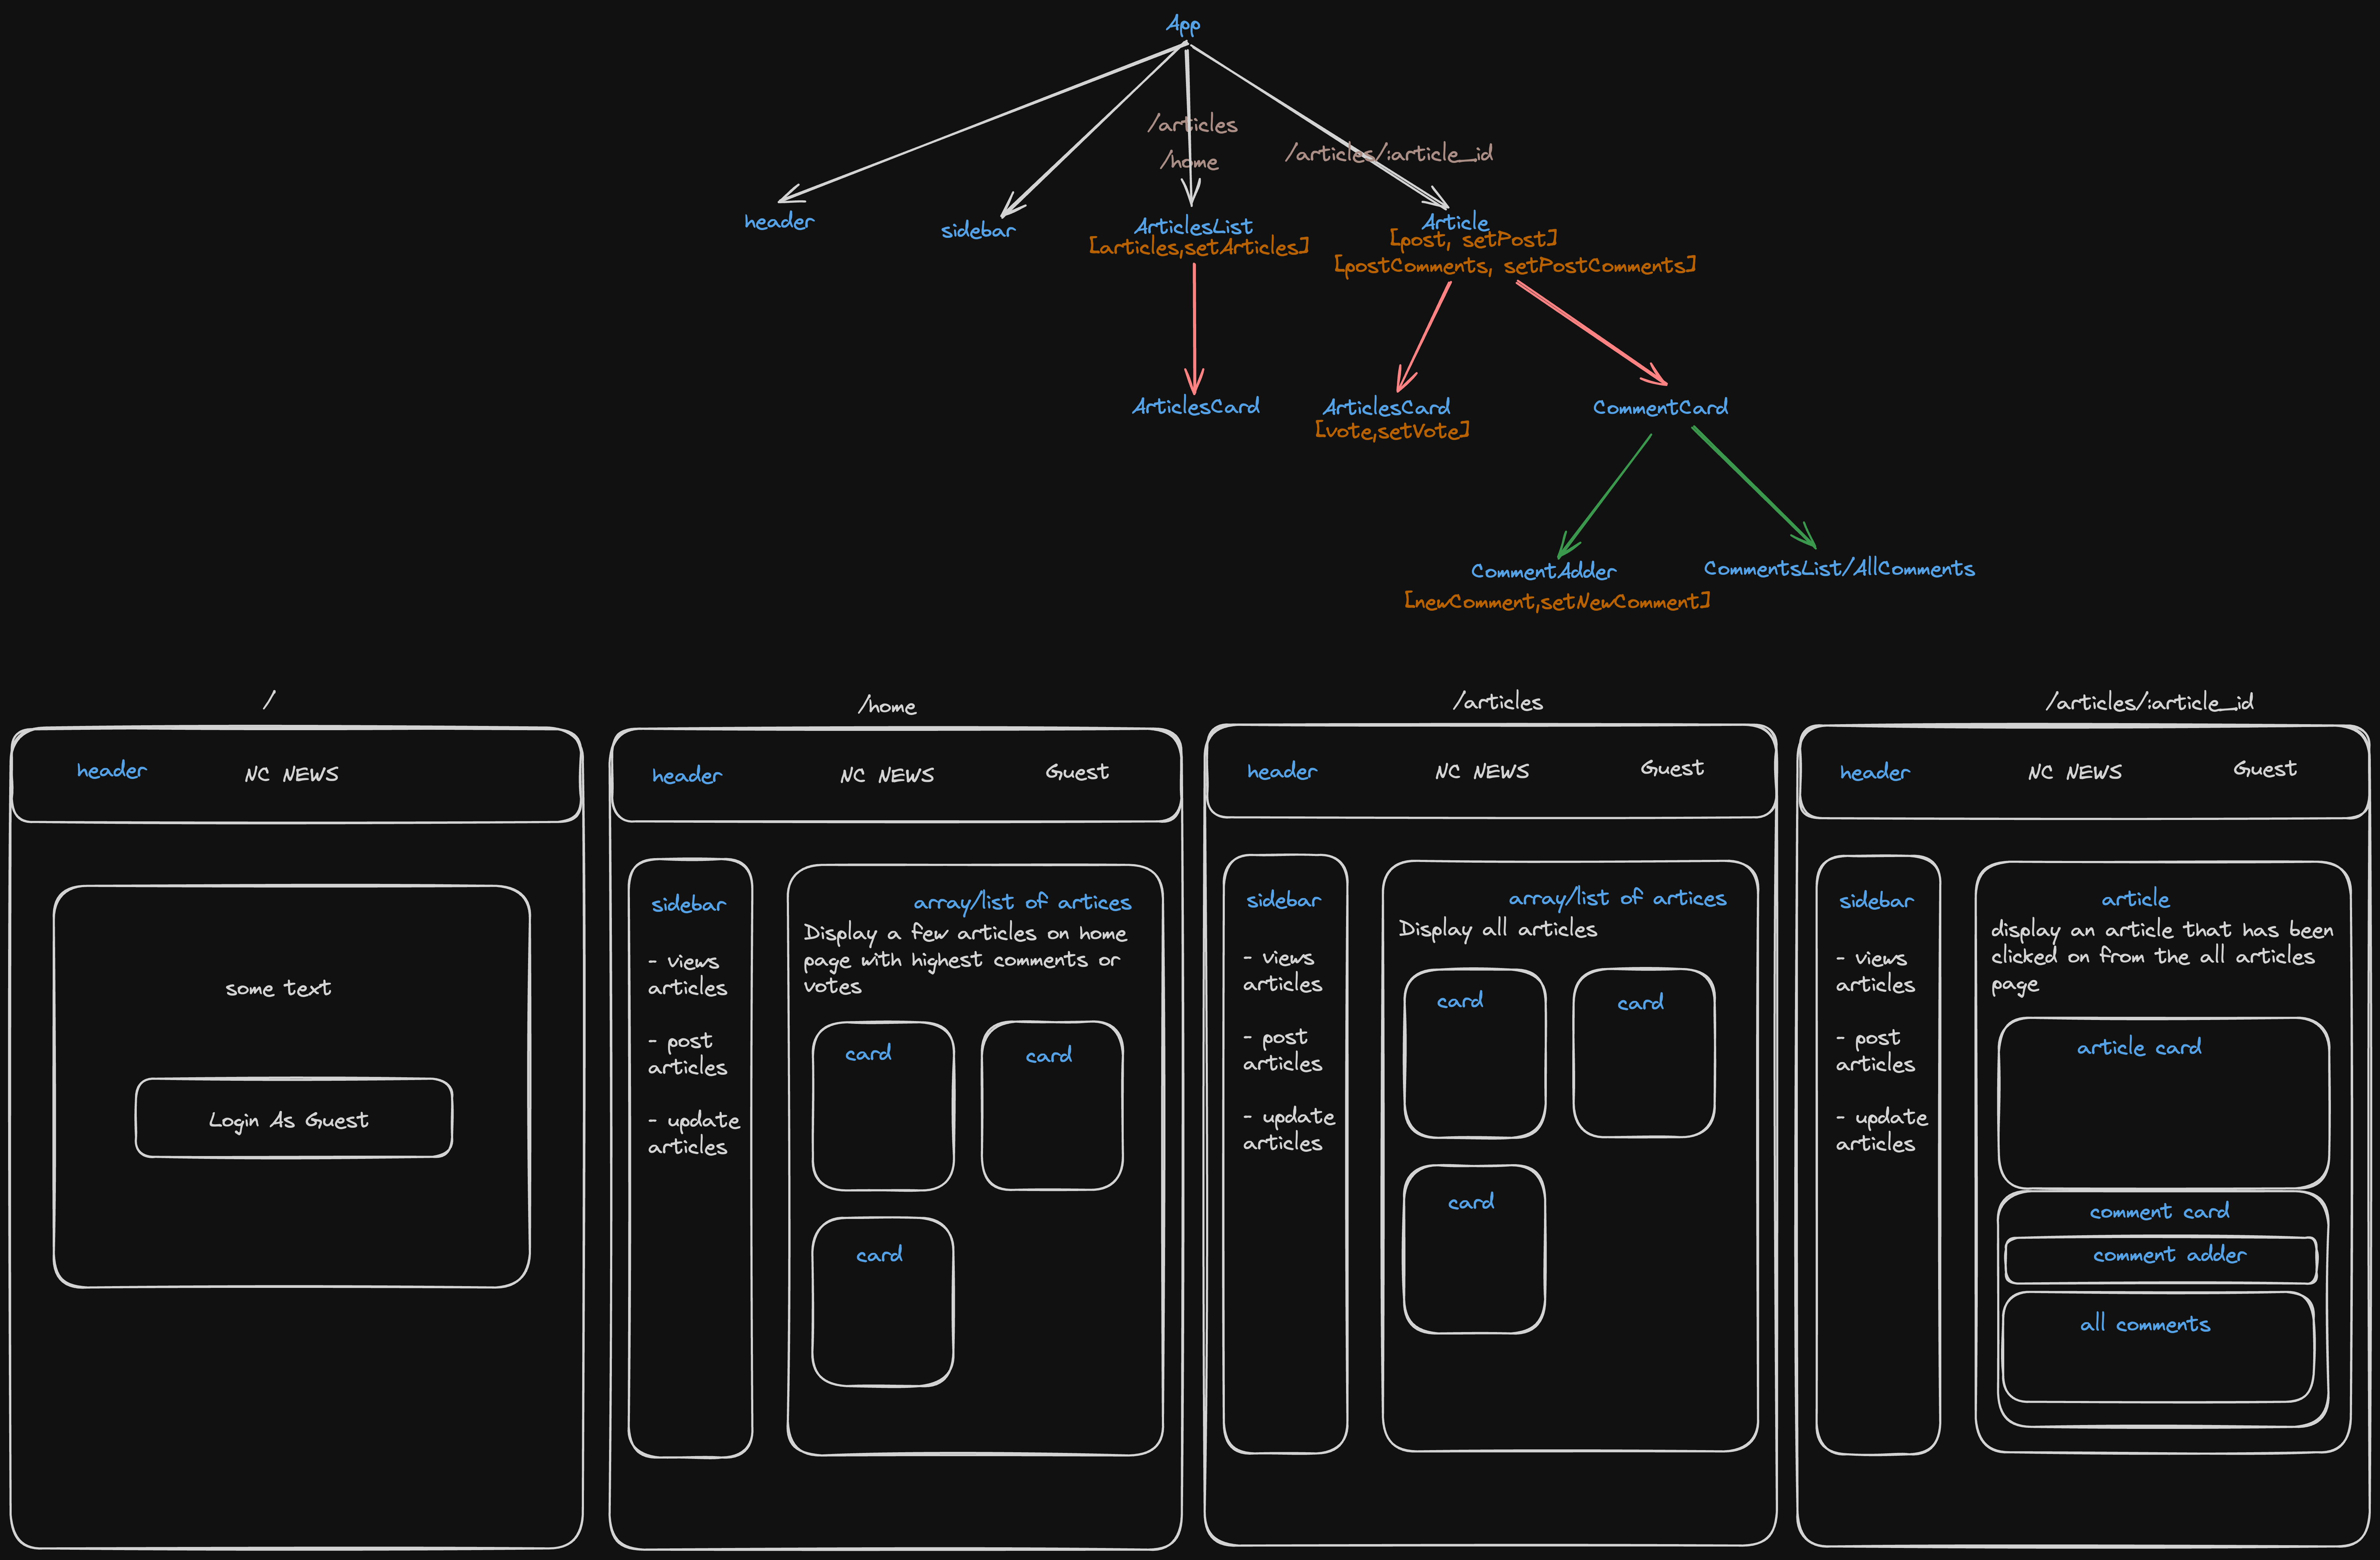 App
/articles
/home
/articles/:article_id
header
sidebar
ArticlesList
[articles,setArticles]
Article
[post, setPost]
[postComments, setPostComments]
ArticlesCard
ArticlesCard
[vote,setVote]
CommentCard
CommentAdder
[newComment,setNewComment]
CommentsList/AllComments
/
header
NC NEWS
some text
Login As Guest
/home
header
NC NEWS
Guest
sidebar
- views
articles
- post
articles
- update
articles
array/list of artices
Display a few articles on home
page with highest comments or
votes
card
card
card
/articles
header
NC NEWS
Guest
sidebar
- views
articles
- post
articles
- update
articles
array/list of artices
Display all articles
card
card
card
/articles/:article_id
header
NC NEWS
Guest
sidebar
- views
articles
- post
articles
- update
articles
article
display an article that has been
clicked on from the all articles
page
article card
comment card
comment adder
all comments